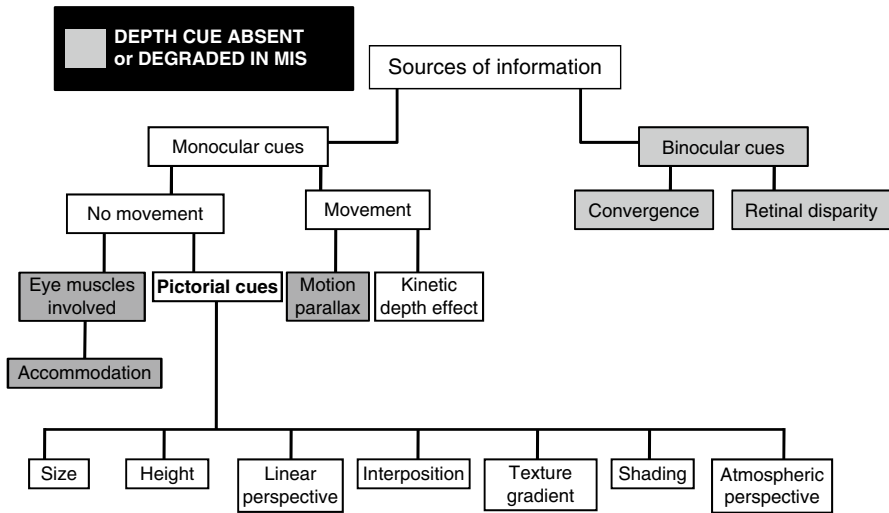 DEPTH CUE ABSENT
or DEGRADED IN MIS
Sources of information
Monocular cues
Binocular cues
No movement
Movement
Convergence
Retinal disparity
Eye muscles
involved
Pictorial cues
Motion
parallax
Kinetic
depth effect
Accommodation
Size
Height
Linear
perspective
Interposition
Texture
gradient
Shading
Atmospheric
perspective